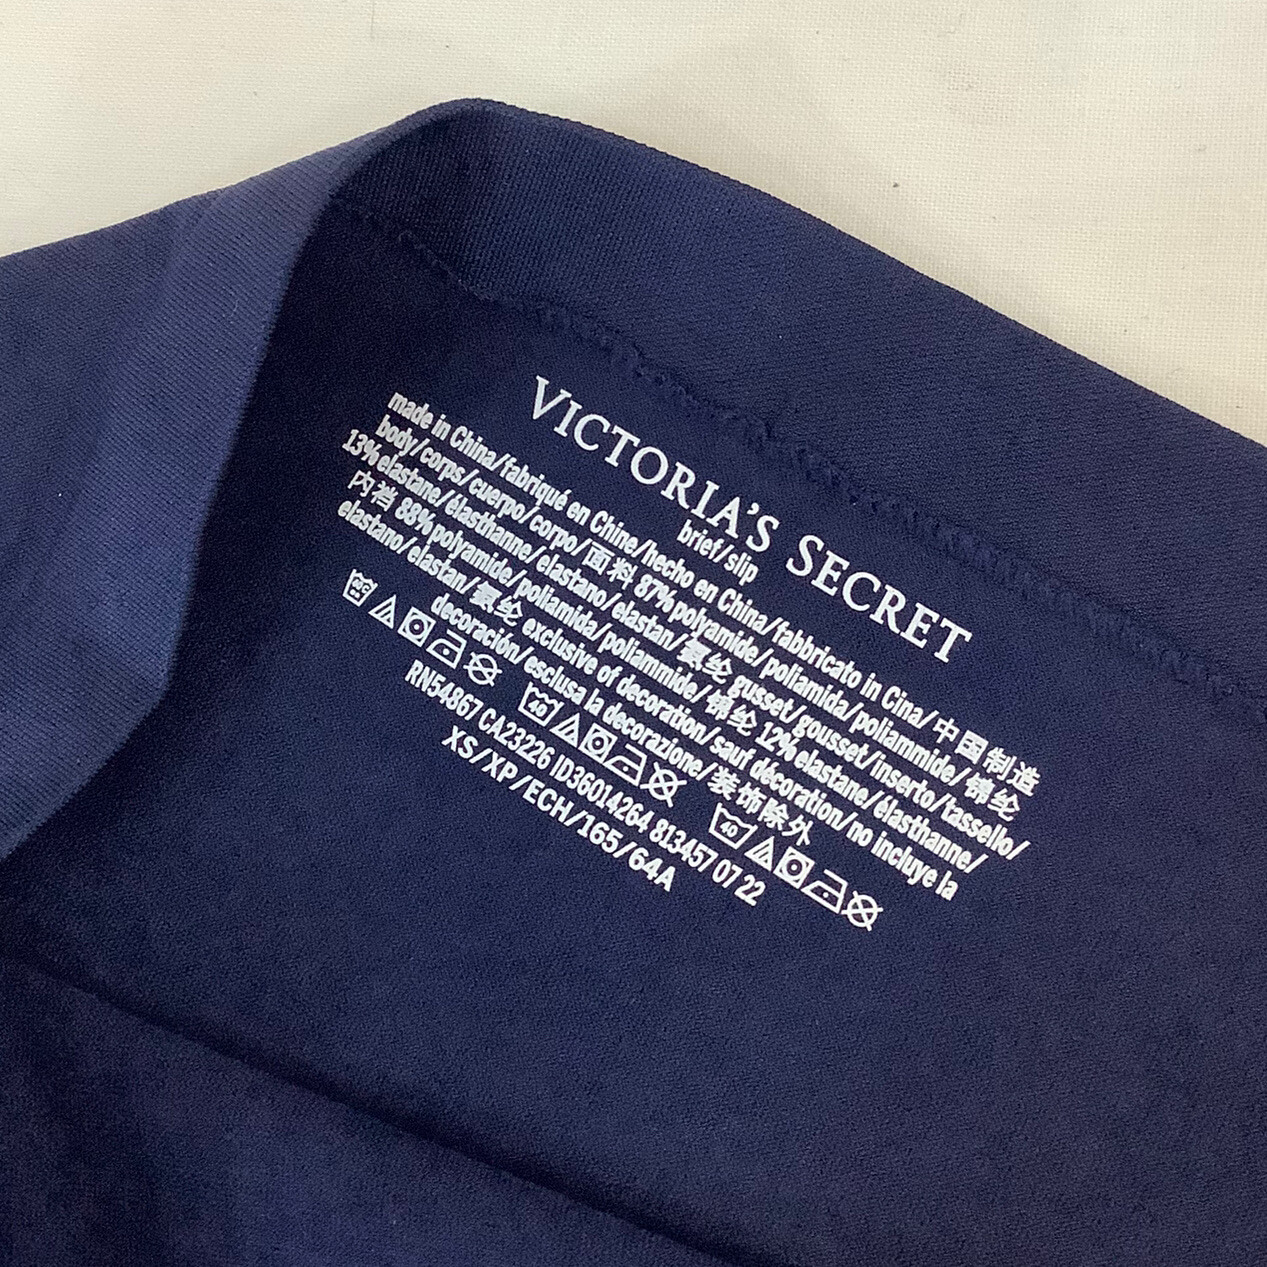 VICTORIA'S SECRET
brief/slip
made in China/fabriqué en Chine/hecho en China/fabbricato in Cina/中国制造
body/corps/cuerpo/corpo/面料 87% polyamide/poliamida/poliammide/锦纶
13% elastane/élasthanne/elastano/elastan/氨纶 gusset/gousset/inserto/tassello/
内裆 88% polyamide/poliamida/poliammide/锦纶 12% elastane/élasthanne/
elastano/elastan/氨纶 exclusive of decoration/sauf décoration/no incluye la
decoración/esclusa la decorazione/装饰除外
40 40
RN54867 CA23226 ID36014264 813457 07 22
XS/XP/ECH/165/64A